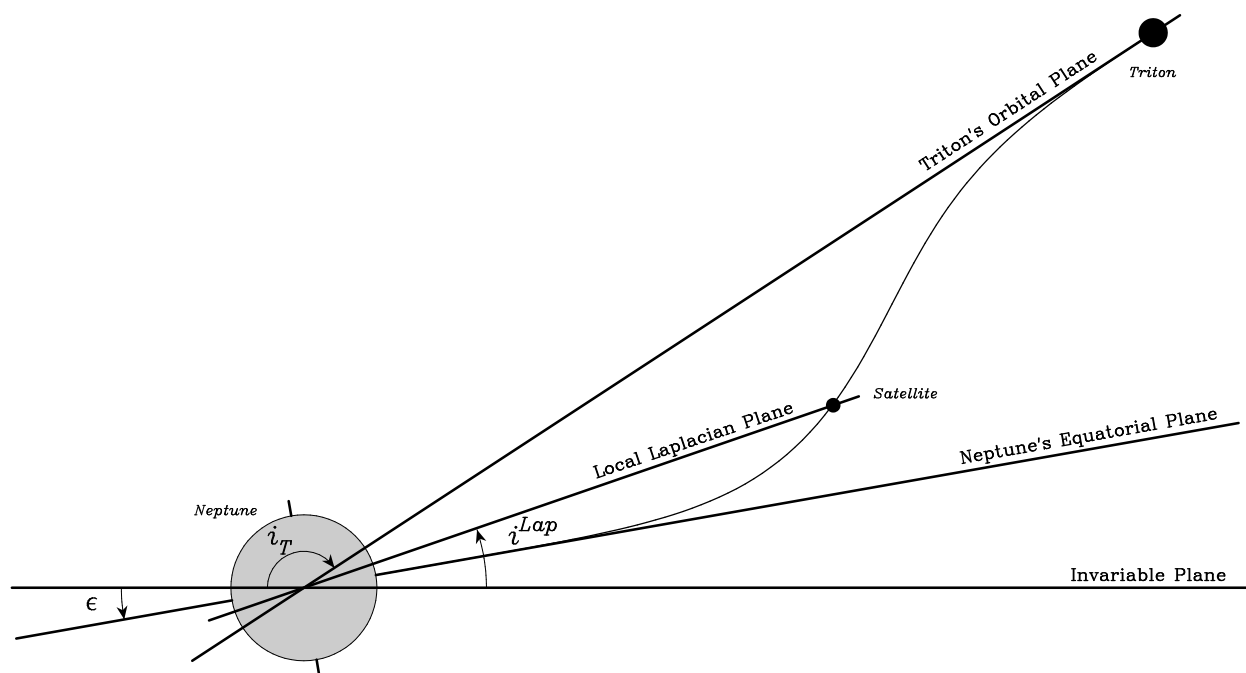 Triton's Orbital Plane
Triton
Satellite
Local Laplacian Plane
Neptune's Equatorial Plane
Neptune
i_T
i^Lap
Invariable Plane
ϵ